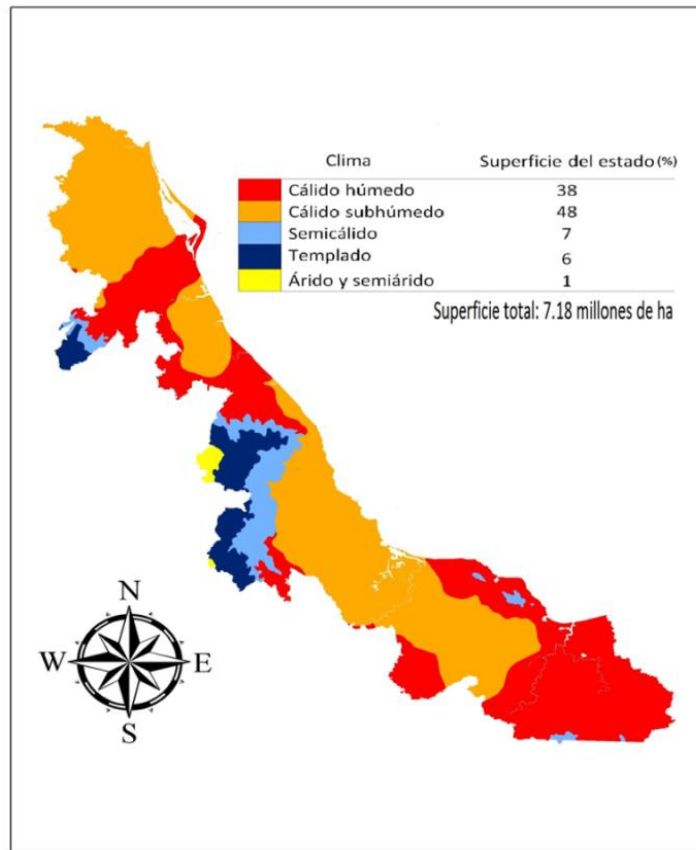 Clima Superficie del estado (%)
Cálido húmedo 38
Cálido subhúmedo 48
Semicálido 7
Templado 6
Árido y semiárido 1
Superficie total: 7.18 millones de ha
N
W E
S